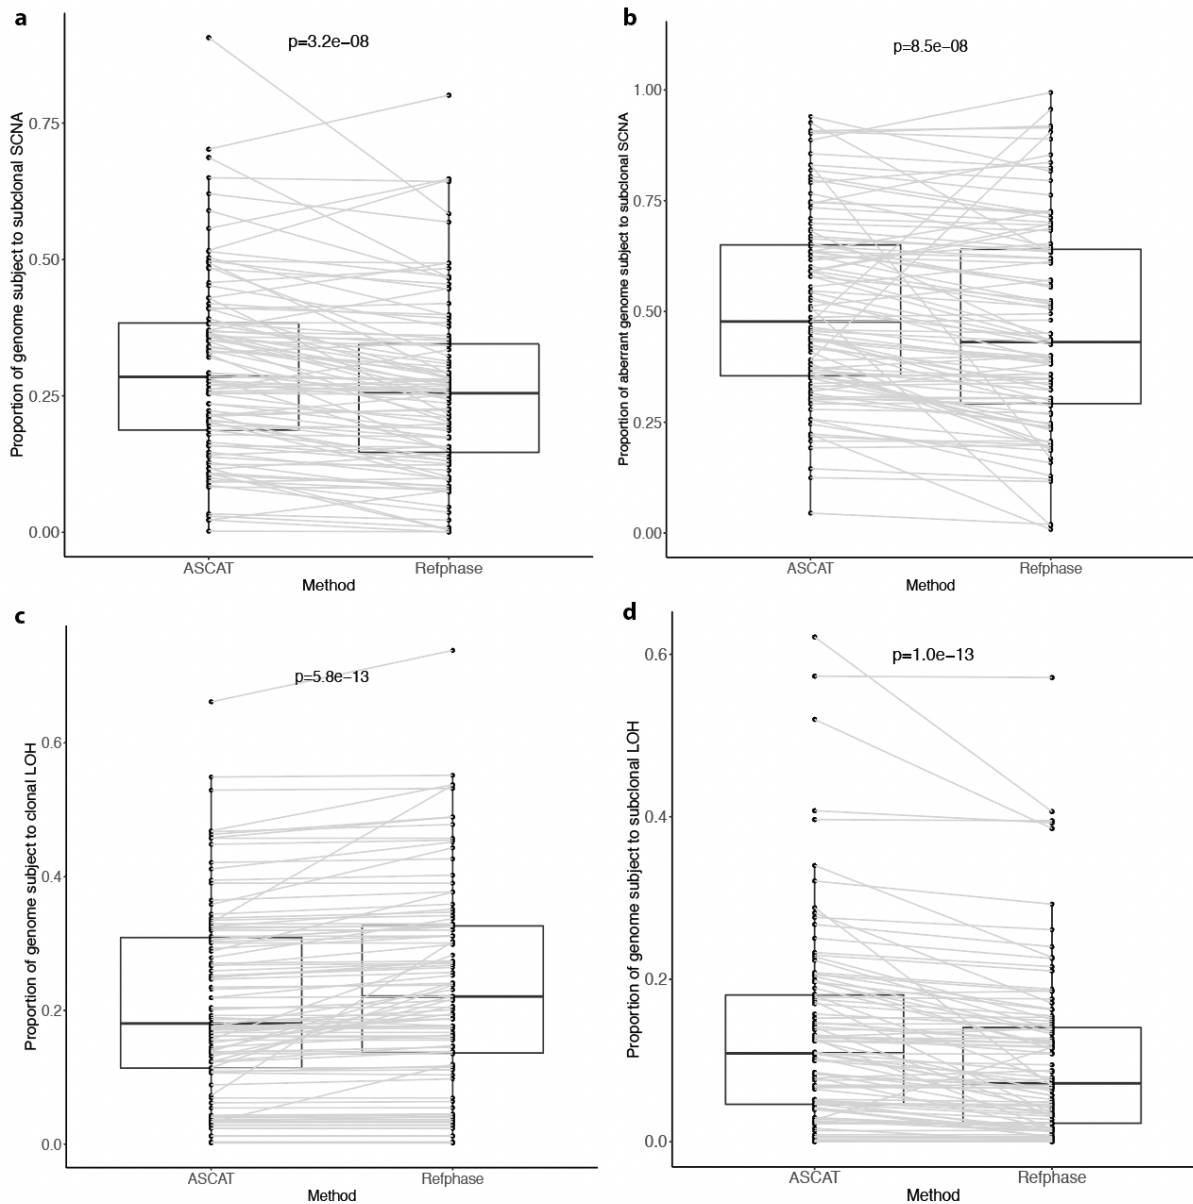 a
p=3.2e−08
Proportion of genome subject to subclonal SCNA
0.75
0.50
0.25
0.00
ASCAT
Refphase
Method
b
p=8.5e−08
Proportion of aberrant genome subject to subclonal SCNA
1.00
0.75
0.50
0.25
0.00
ASCAT
Refphase
Method
c
p=5.8e−13
Proportion of genome subject to clonal LOH
0.6
0.4
0.2
0.0
ASCAT
Refphase
Method
d
p=1.0e−13
Proportion of genome subject to subclonal LOH
0.6
0.4
0.2
0.0
ASCAT
Refphase
Method